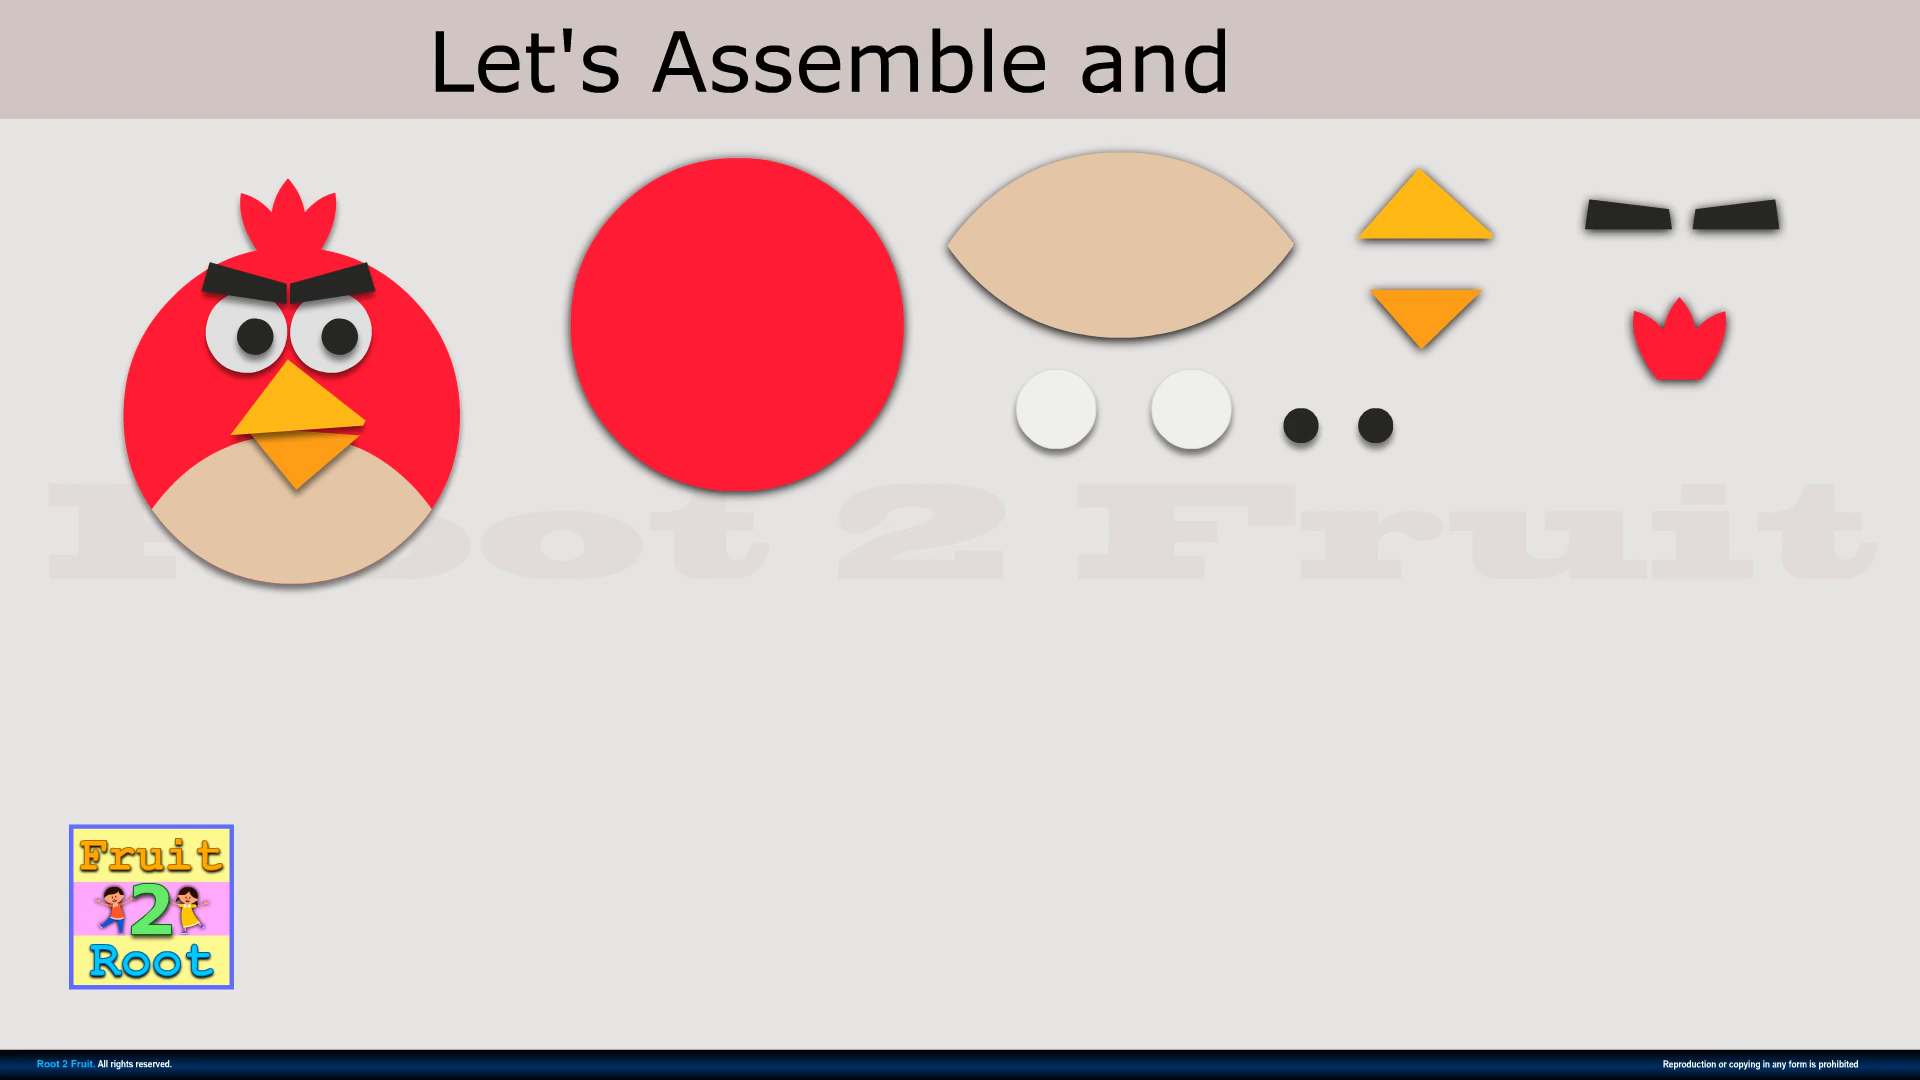 Let's Assemble and
Root 2 Fruit
Fruit
2
Root
Root 2 Fruit. All rights reserved.
Reproduction or copying in any form is prohibited